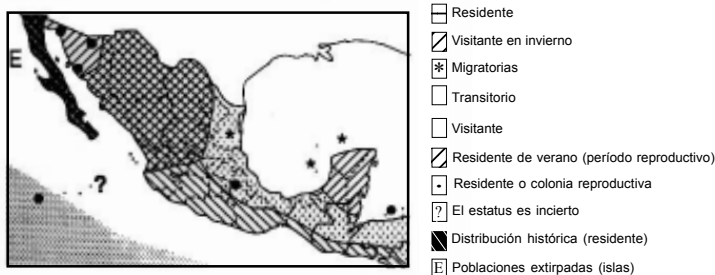 E
?
*
*
*
Residente
Visitante en invierno
* Migratorias
Transitorio
Visitante
Residente de verano (período reproductivo)
Residente o colonia reproductiva
? El estatus es incierto
Distribución histórica (residente)
E Poblaciones extirpadas (islas)